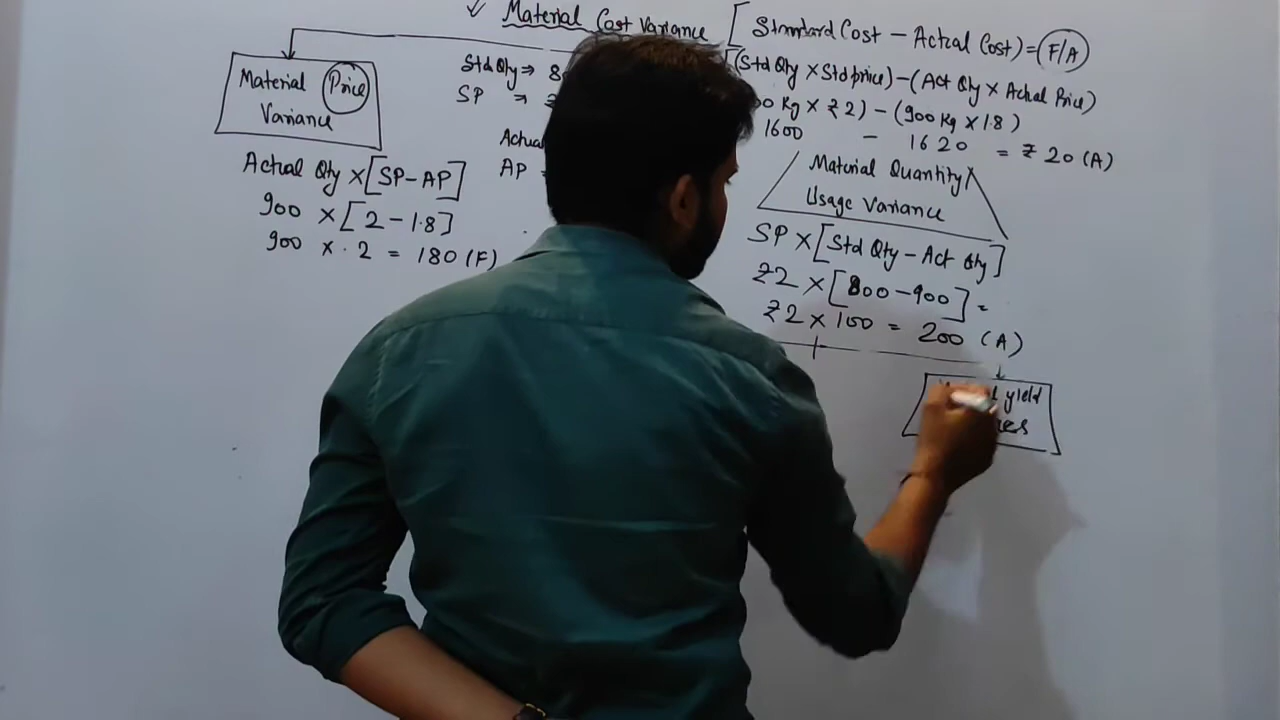 Material Cost Variance [Standard Cost – Actual Cost) = (F/A)
(Std Qty × Std price) – (Act Qty × Actual Price)
Kg × ₹2) – (900 Kg × 1.8)
1600 – 1620 = ₹20 (A)
Material Price
Variance
Std Qty ⇒ 8
SP ⇒
AP =
Actual Qty × [SP – AP]
900 × [2 – 1.8]
900 × .2 = 180 (F)
Material Quantity/
Usage Variance
SP × [Std Qty – Act Qty]
₹2 × [800 – 900] =
₹2 × 100 = 200 (A)
yield